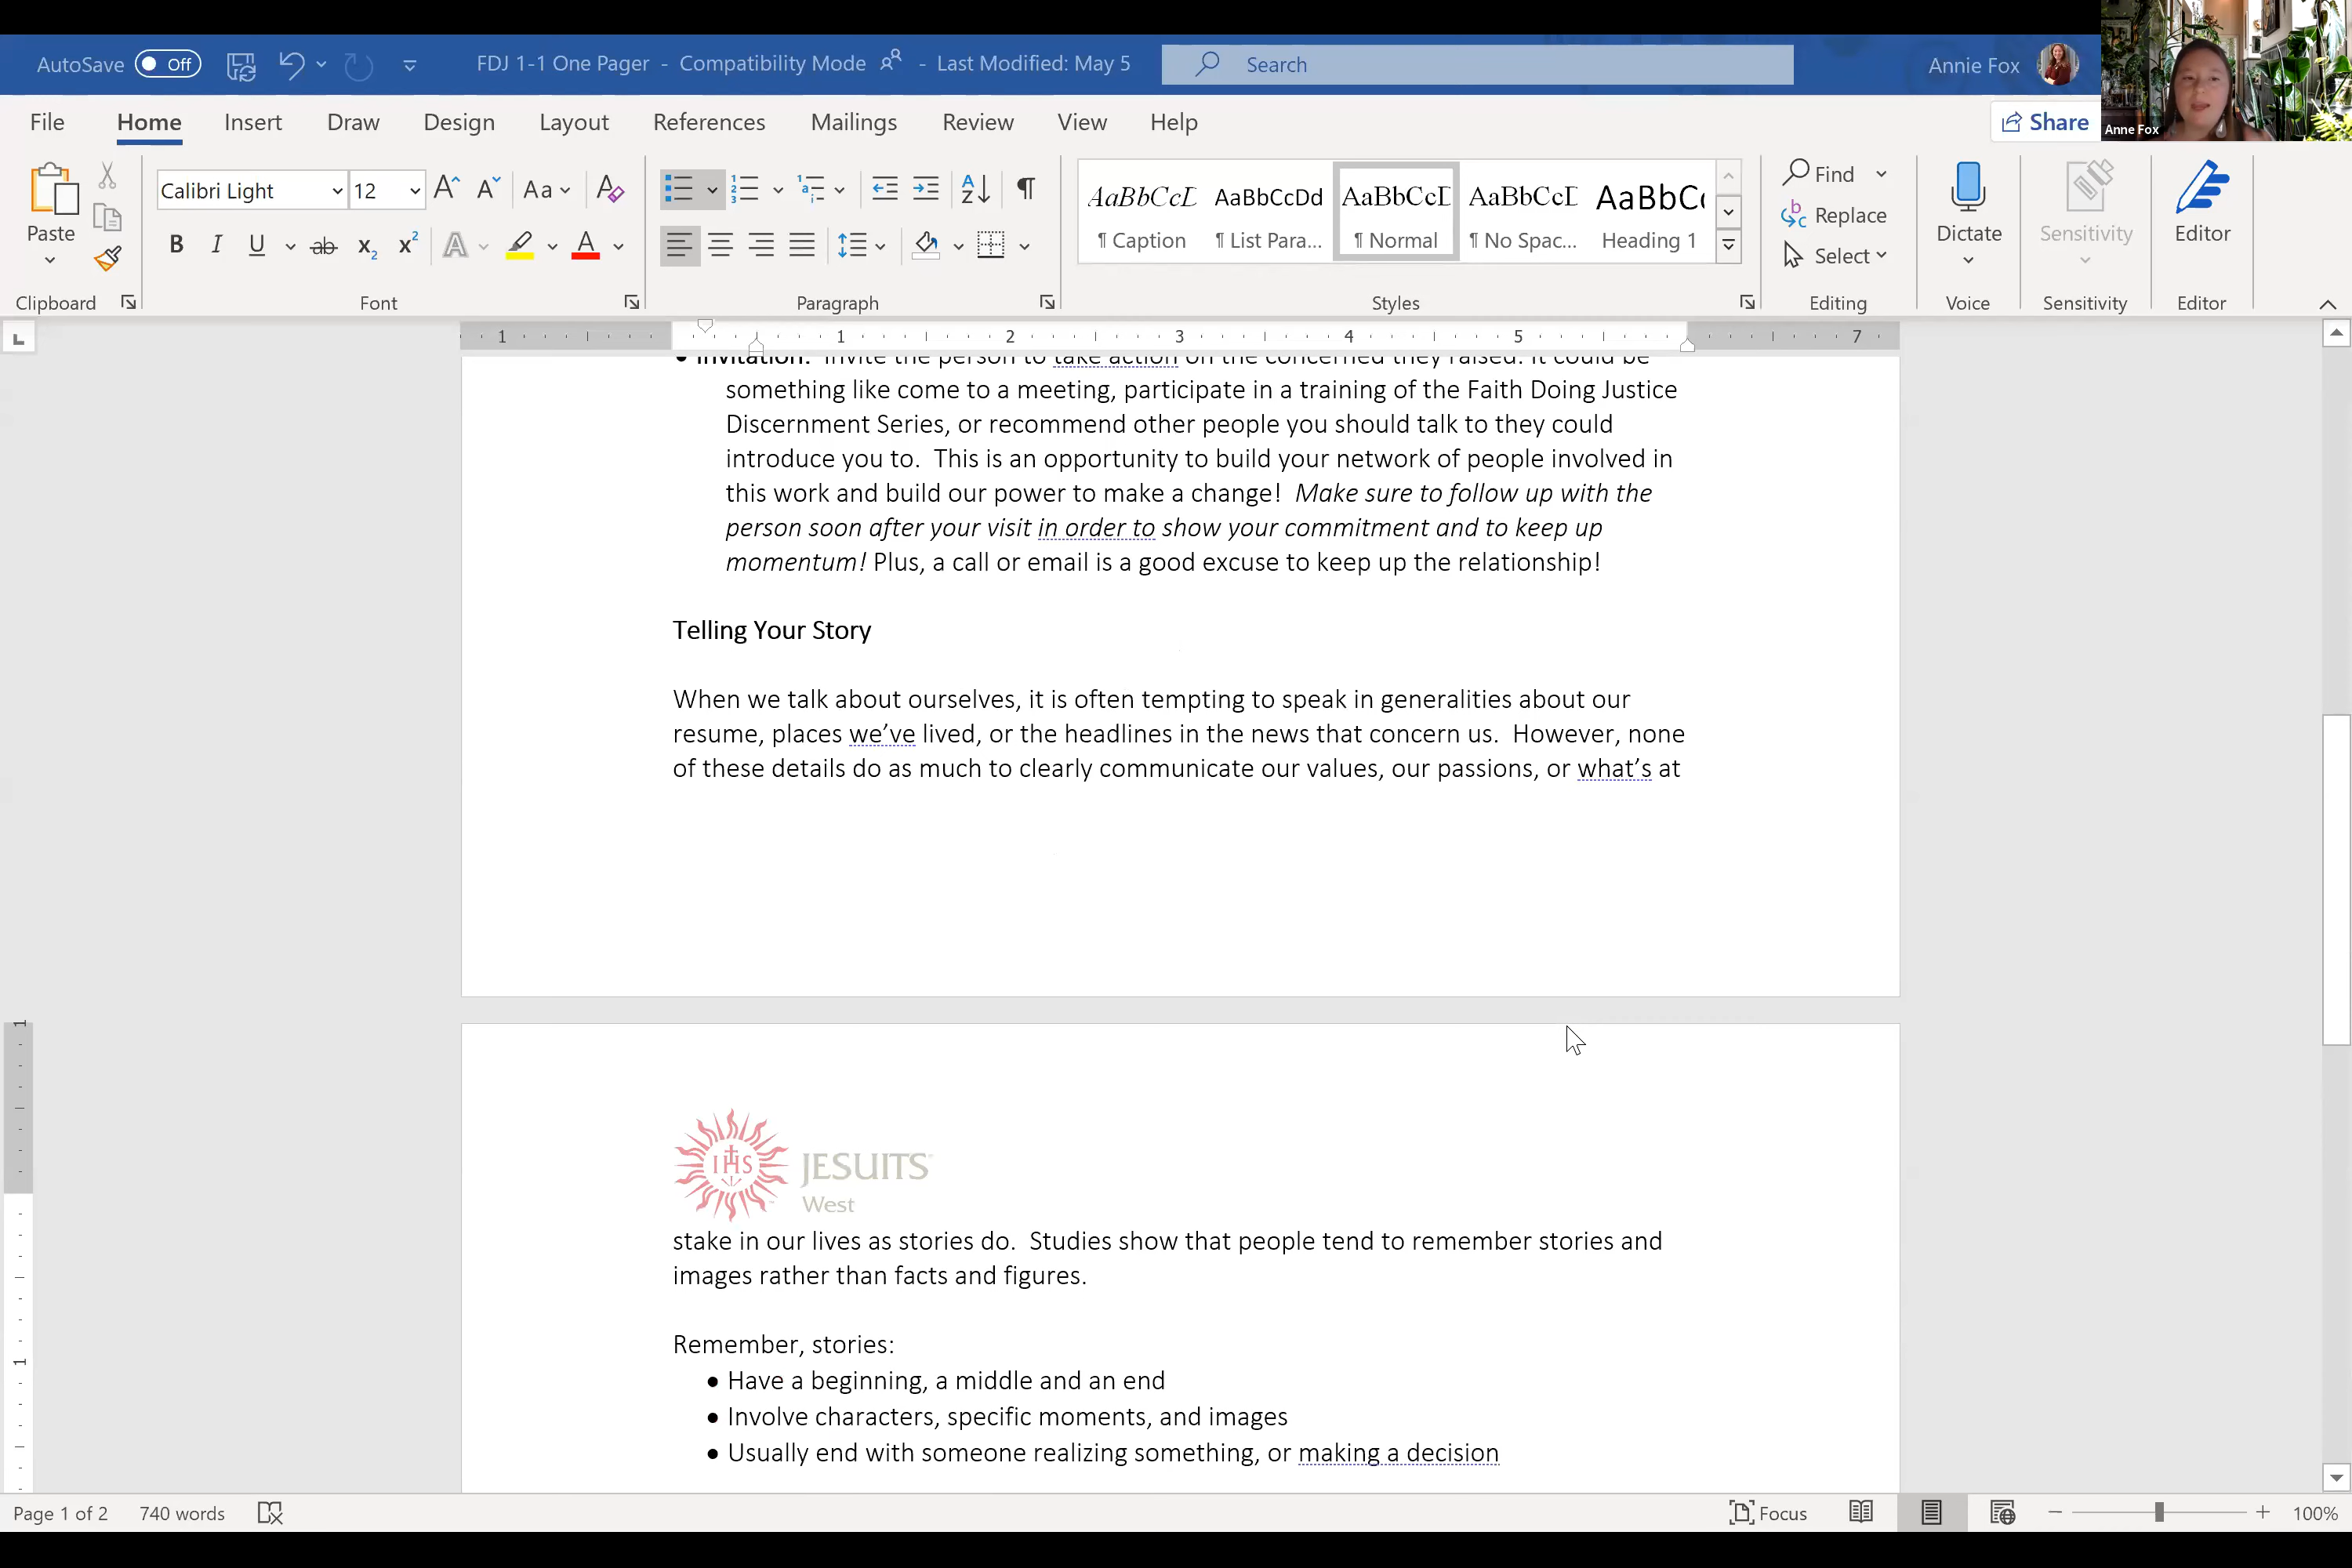 AutoSave Off FDJ 1-1 One Pager - Compatibility Mode - Last Modified: May 5 Search Annie Fox
File Home Insert Draw Design Layout References Mailings Review View Help Share Anne Fox
Calibri Light 12 Aa AaBbCcD AaBbCcDd AaBbCcD AaBbCcD AaBbCc Find
Paste ¶ Caption ¶ List Para... ¶ Normal ¶ No Spac... Heading 1 Replace Dictate Sensitivity Editor
B I U ab x2 x2 A A Select
Clipboard Font Paragraph Styles Editing Voice Sensitivity Editor
1 1 2 3 4 5 7
• Invitation: Invite the person to take action on the concerned they raised. It could be
something like come to a meeting, participate in a training of the Faith Doing Justice
Discernment Series, or recommend other people you should talk to they could
introduce you to. This is an opportunity to build your network of people involved in
this work and build our power to make a change! Make sure to follow up with the
person soon after your visit in order to show your commitment and to keep up
momentum! Plus, a call or email is a good excuse to keep up the relationship!
Telling Your Story
When we talk about ourselves, it is often tempting to speak in generalities about our
resume, places we've lived, or the headlines in the news that concern us. However, none
of these details do as much to clearly communicate our values, our passions, or what's at
IHS JESUITS
West
stake in our lives as stories do. Studies show that people tend to remember stories and
images rather than facts and figures.
Remember, stories:
• Have a beginning, a middle and an end
• Involve characters, specific moments, and images
• Usually end with someone realizing something, or making a decision
Page 1 of 2 740 words Focus 100%